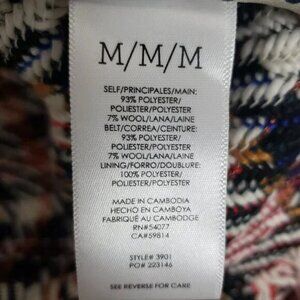 M/M/M
SELF/PRINCIPALES/MAIN:
93% POLYESTER/
POLIESTER/POLYESTER
7% WOOL/LANA/LAINE
BELT/CORREA/CEINTURE:
93% POLYESTER/
POLIESTER/POLYESTER
7% WOOL/LANA/LAINE
LINING/FORRO/DOUBLURE:
100% POLYESTER/
POLIESTER/POLYESTER
MADE IN CAMBODIA
HECHO EN CAMBOYA
FABRIQUÉ AU CAMBODGE
RN#54077
CA#59814
STYLE# 3901
PO# 223146
SEE REVERSE FOR CARE